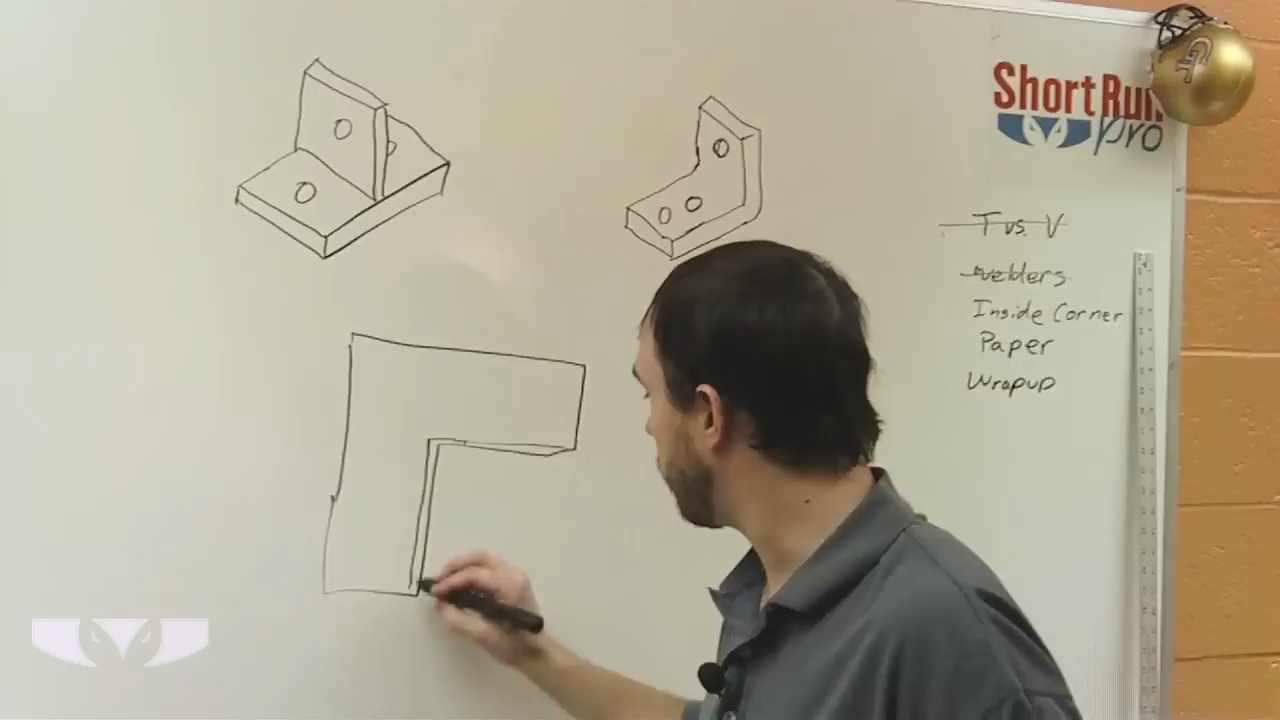 Short Run
pro
T vs. V
welders
Inside Corner
Paper
Wrapup